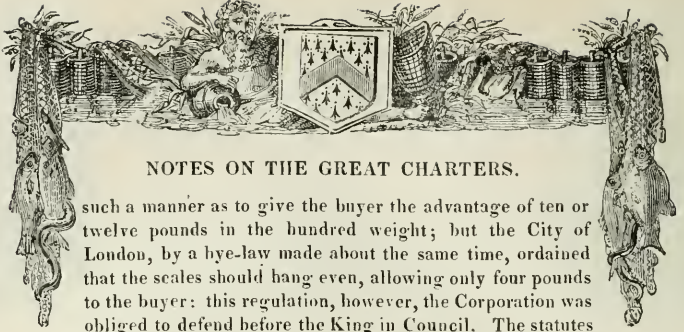 NOTES ON THE GREAT CHARTERS.
such a manner as to give the buyer the advantage of ten or
twelve pounds in the hundred weight; but the City of
London, by a bye-law made about the same time, ordained
that the scales should hang even, allowing only four pounds
to the buyer: this regulation, however, the Corporation was
obliged to defend before the King in Council. The statutes